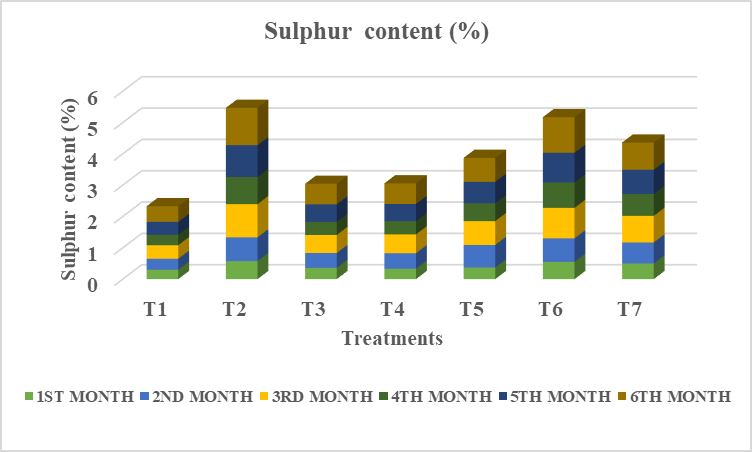 Sulphur content (%)
Sulphur content (%)
6
5
4
3
2
1
0
T1 T2 T3 T4 T5 T6 T7
Treatments
1ST MONTH 2ND MONTH 3RD MONTH 4TH MONTH 5TH MONTH 6TH MONTH